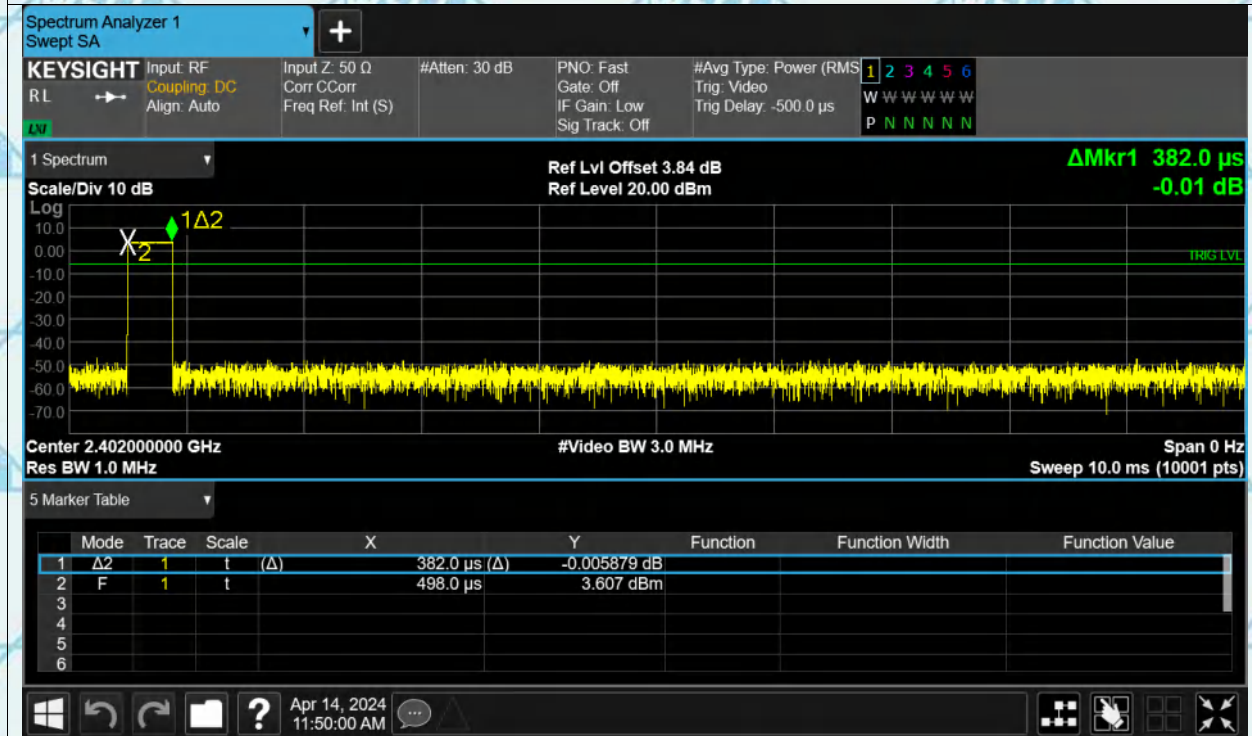 Spectrum Analyzer 1
Swept SA
+
KEYSIGHT
RL
LXI
Input: RF
Coupling: DC
Align: Auto
Input Z: 50 Ω
Corr CCorr
Freq Ref: Int (S)
#Atten: 30 dB
PNO: Fast
Gate: Off
IF Gain: Low
Sig Track: Off
#Avg Type: Power (RMS
Trig: Video
Trig Delay: -500.0 µs
1 2 3 4 5 6
W W W W W W
P N N N N N
1 Spectrum
Scale/Div 10 dB
Ref Lvl Offset 3.84 dB
Ref Level 20.00 dBm
ΔMkr1 382.0 µs
-0.01 dB
Log
10.0
0.00
-10.0
-20.0
-30.0
-40.0
-50.0
-60.0
-70.0
1Δ2
X2
TRIG LVL
Center 2.402000000 GHz
#Video BW 3.0 MHz
Span 0 Hz
Res BW 1.0 MHz
Sweep 10.0 ms (10001 pts)
5 Marker Table
Mode Trace Scale X Y Function Function Width Function Value
1 Δ2 1 t (Δ) 382.0 µs (Δ) -0.005879 dB
2 F 1 t 498.0 µs 3.607 dBm
3
4
5
6
?
Apr 14, 2024
11:50:00 AM